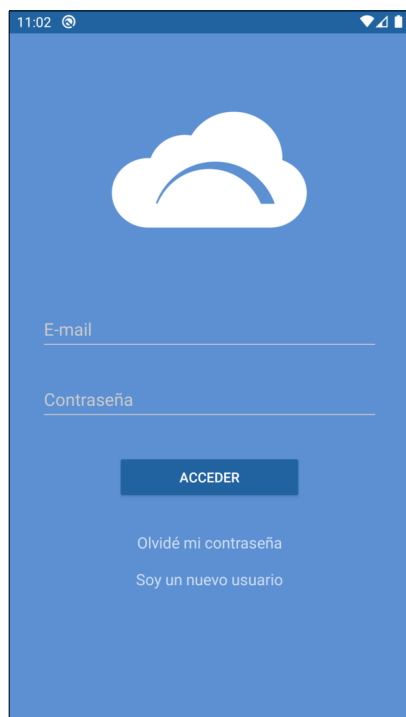 11:02
E-mail
Contraseña
ACCEDER
Olvidé mi contraseña
Soy un nuevo usuario